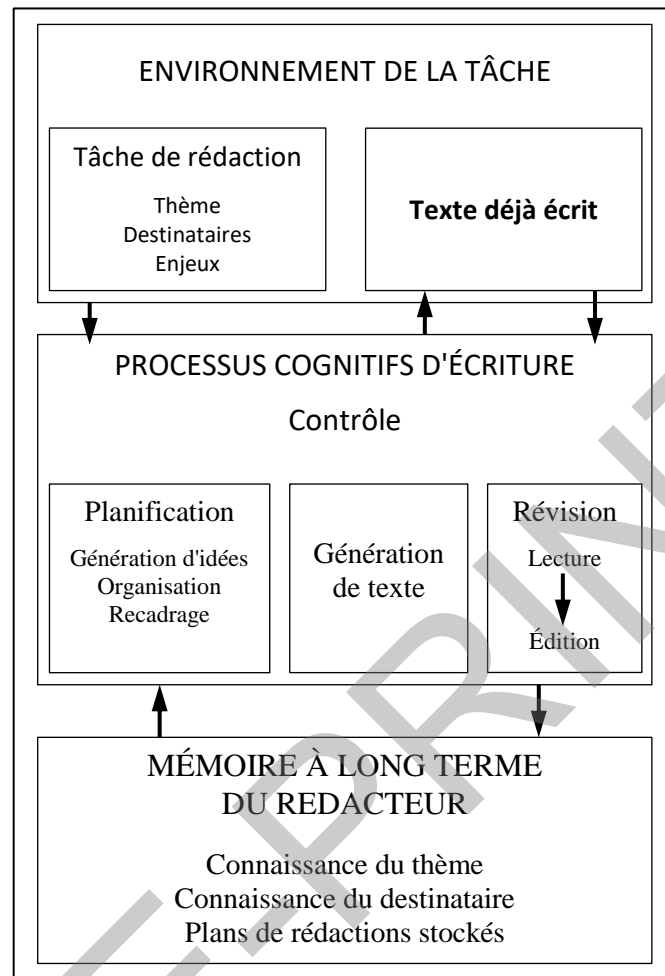 ENVIRONNEMENT DE LA TÂCHE
Tâche de rédaction
Thème
Destinataires
Enjeux
Texte déjà écrit
PROCESSUS COGNITIFS D'ÉCRITURE
Contrôle
Planification
Génération d'idées
Organisation
Recadrage
Génération
de texte
Révision
Lecture
Édition
MÉMOIRE À LONG TERME
DU REDACTEUR
Connaissance du thème
Connaissance du destinataire
Plans de rédactions stockés
E-PRIN